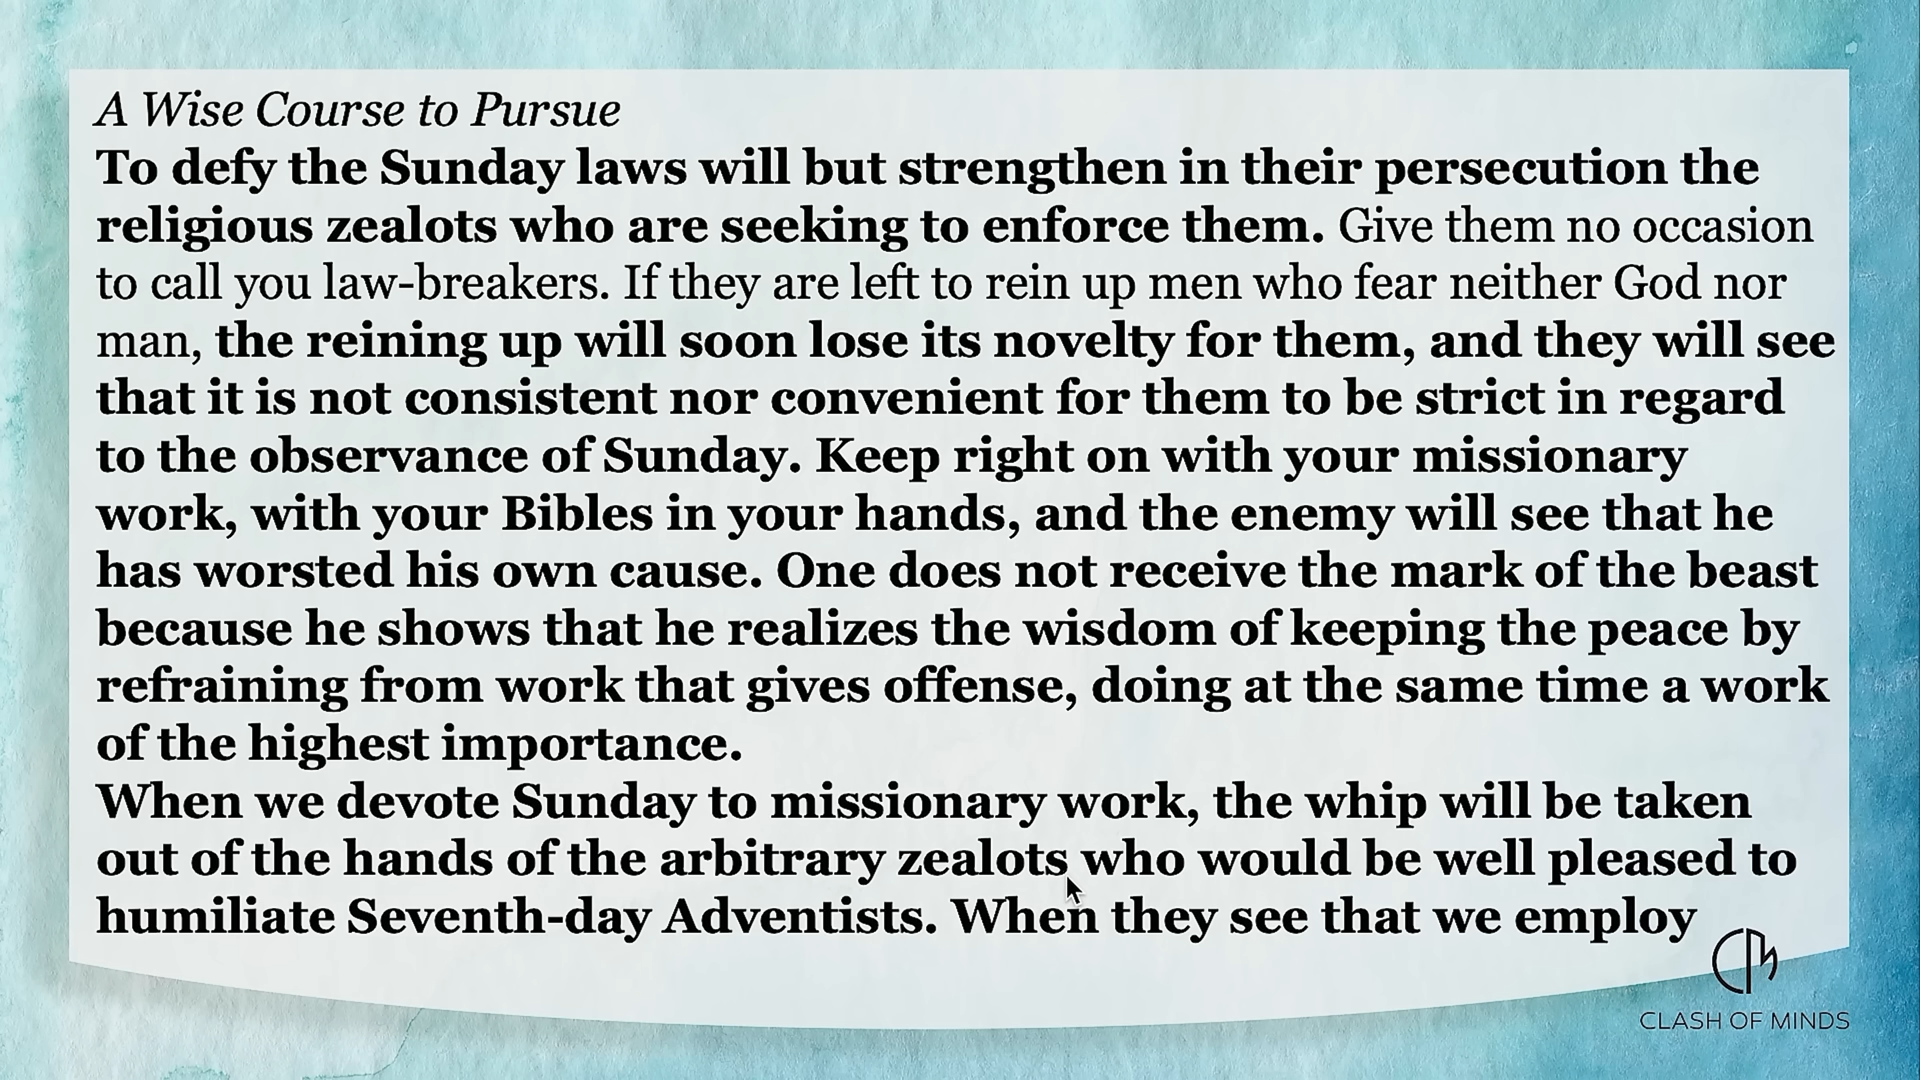 A Wise Course to Pursue
To defy the Sunday laws will but strengthen in their persecution the
religious zealots who are seeking to enforce them. Give them no occasion
to call you law-breakers. If they are left to rein up men who fear neither God nor
man, the reining up will soon lose its novelty for them, and they will see
that it is not consistent nor convenient for them to be strict in regard
to the observance of Sunday. Keep right on with your missionary
work, with your Bibles in your hands, and the enemy will see that he
has worsted his own cause. One does not receive the mark of the beast
because he shows that he realizes the wisdom of keeping the peace by
refraining from work that gives offense, doing at the same time a work
of the highest importance.
When we devote Sunday to missionary work, the whip will be taken
out of the hands of the arbitrary zealots who would be well pleased to
humiliate Seventh-day Adventists. When they see that we employ
CLASH OF MINDS